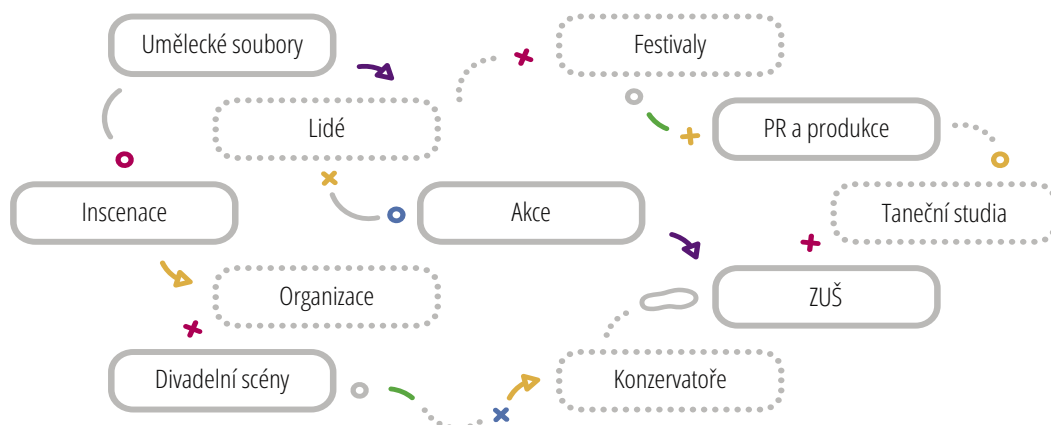 Umělecké soubory
Festivaly
Lidé
PR a produkce
Inscenace
Akce
Taneční studia
Organizace
ZUŠ
Divadelní scény
Konzervatoře